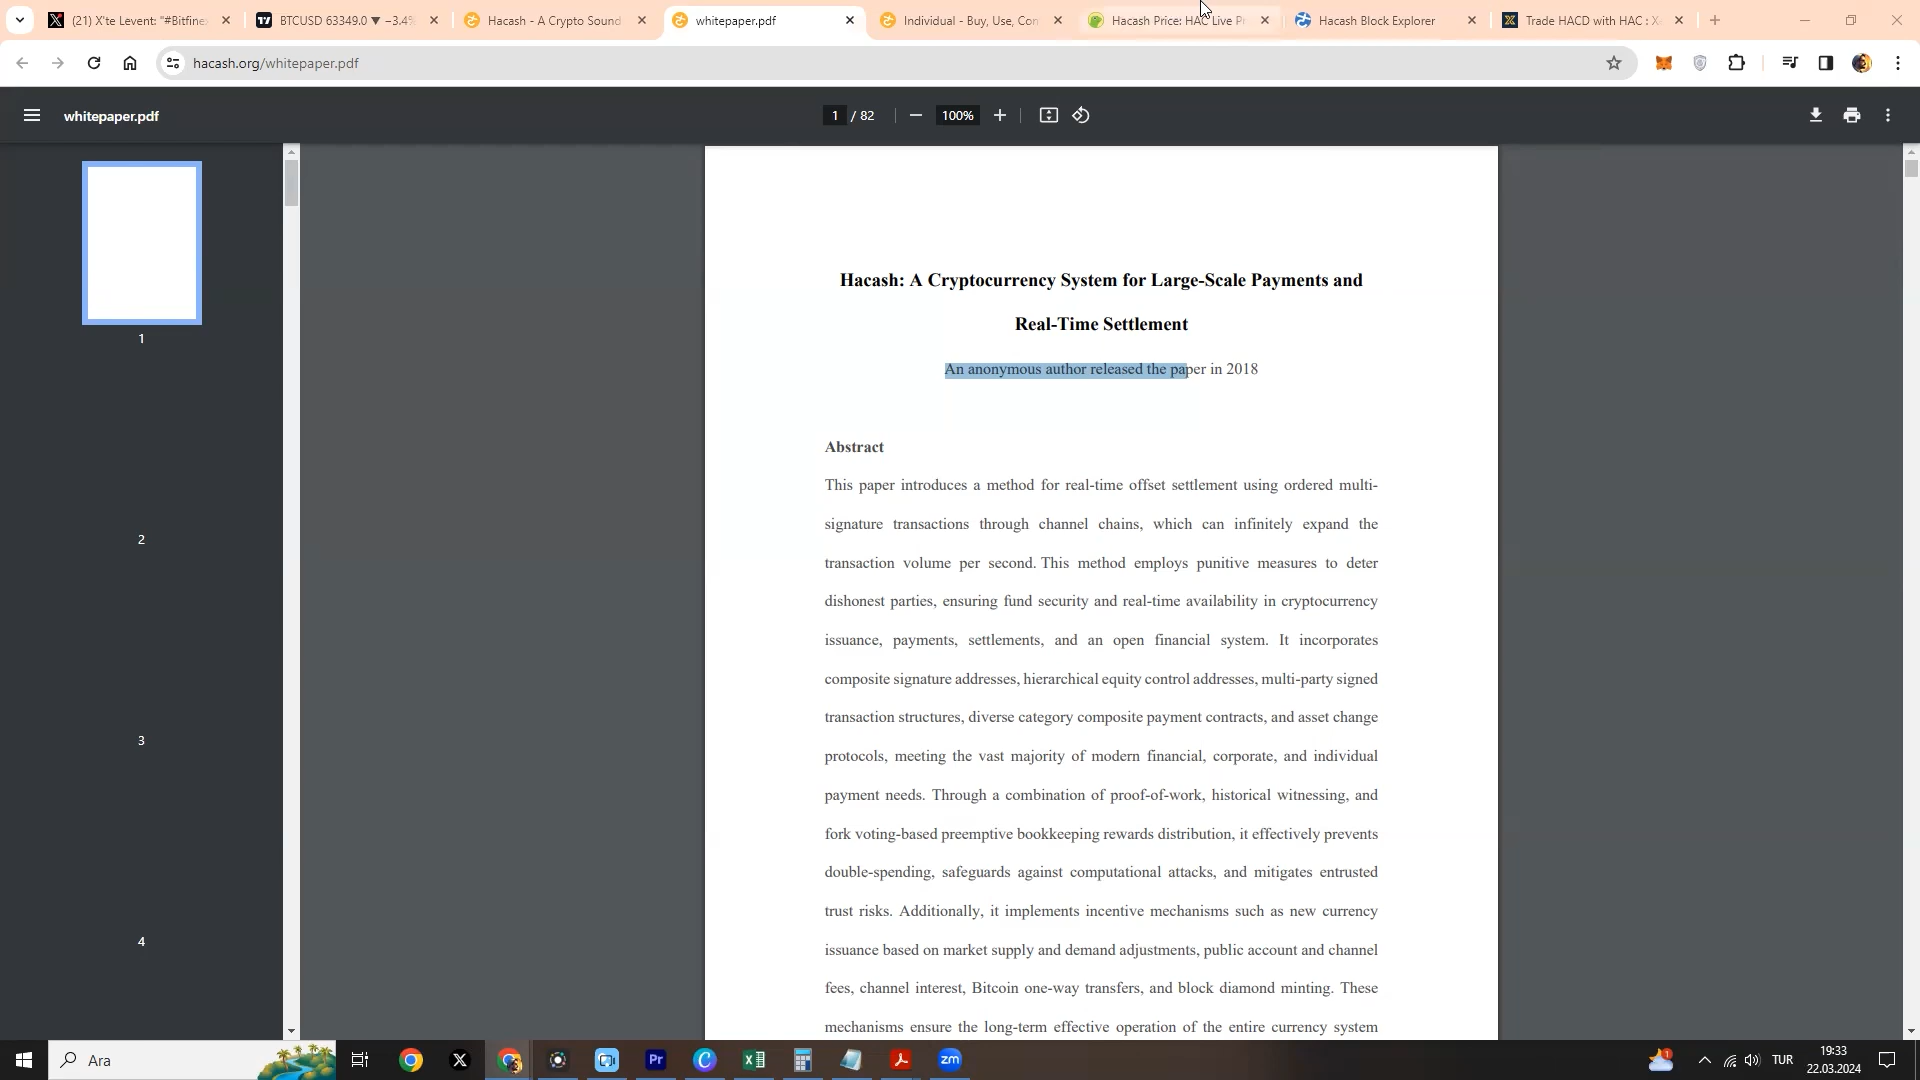 (21) X'te Levent: "#Bitfine
BTCUSD 63349.0 ▼ −3.4%
Hacash - A Crypto Sound
whitepaper.pdf
Individual - Buy, Use, Con
Hacash Price: HAC Live Pr
Hacash Block Explorer
Trade HACD with HAC : X
hacash.org/whitepaper.pdf
whitepaper.pdf
1 / 82
100%
1
2
3
4
Hacash: A Cryptocurrency System for Large-Scale Payments and
Real-Time Settlement
An anonymous author released the paper in 2018
Abstract
This paper introduces a method for real-time offset settlement using ordered multi-
signature transactions through channel chains, which can infinitely expand the
transaction volume per second. This method employs punitive measures to deter
dishonest parties, ensuring fund security and real-time availability in cryptocurrency
issuance, payments, settlements, and an open financial system. It incorporates
composite signature addresses, hierarchical equity control addresses, multi-party signed
transaction structures, diverse category composite payment contracts, and asset change
protocols, meeting the vast majority of modern financial, corporate, and individual
payment needs. Through a combination of proof-of-work, historical witnessing, and
fork voting-based preemptive bookkeeping rewards distribution, it effectively prevents
double-spending, safeguards against computational attacks, and mitigates entrusted
trust risks. Additionally, it implements incentive mechanisms such as new currency
issuance based on market supply and demand adjustments, public account and channel
fees, channel interest, Bitcoin one-way transfers, and block diamond minting. These
mechanisms ensure the long-term effective operation of the entire currency system
Ara
Pr
zm
1
TUR
19:33
22.03.2024